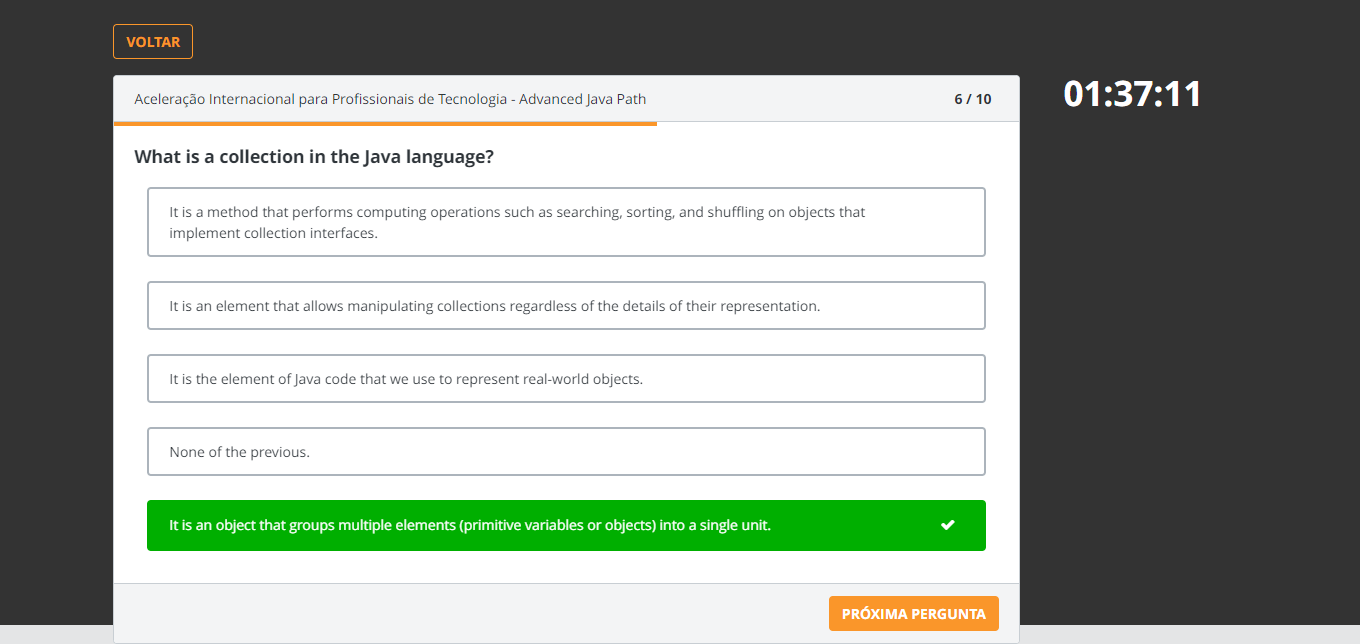 VOLTAR
Aceleração Internacional para Profissionais de Tecnologia - Advanced Java Path
6 / 10
01:37:11
What is a collection in the Java language?
It is a method that performs computing operations such as searching, sorting, and shuffling on objects that
implement collection interfaces.
It is an element that allows manipulating collections regardless of the details of their representation.
It is the element of Java code that we use to represent real-world objects.
None of the previous.
It is an object that groups multiple elements (primitive variables or objects) into a single unit.
PRÓXIMA PERGUNTA